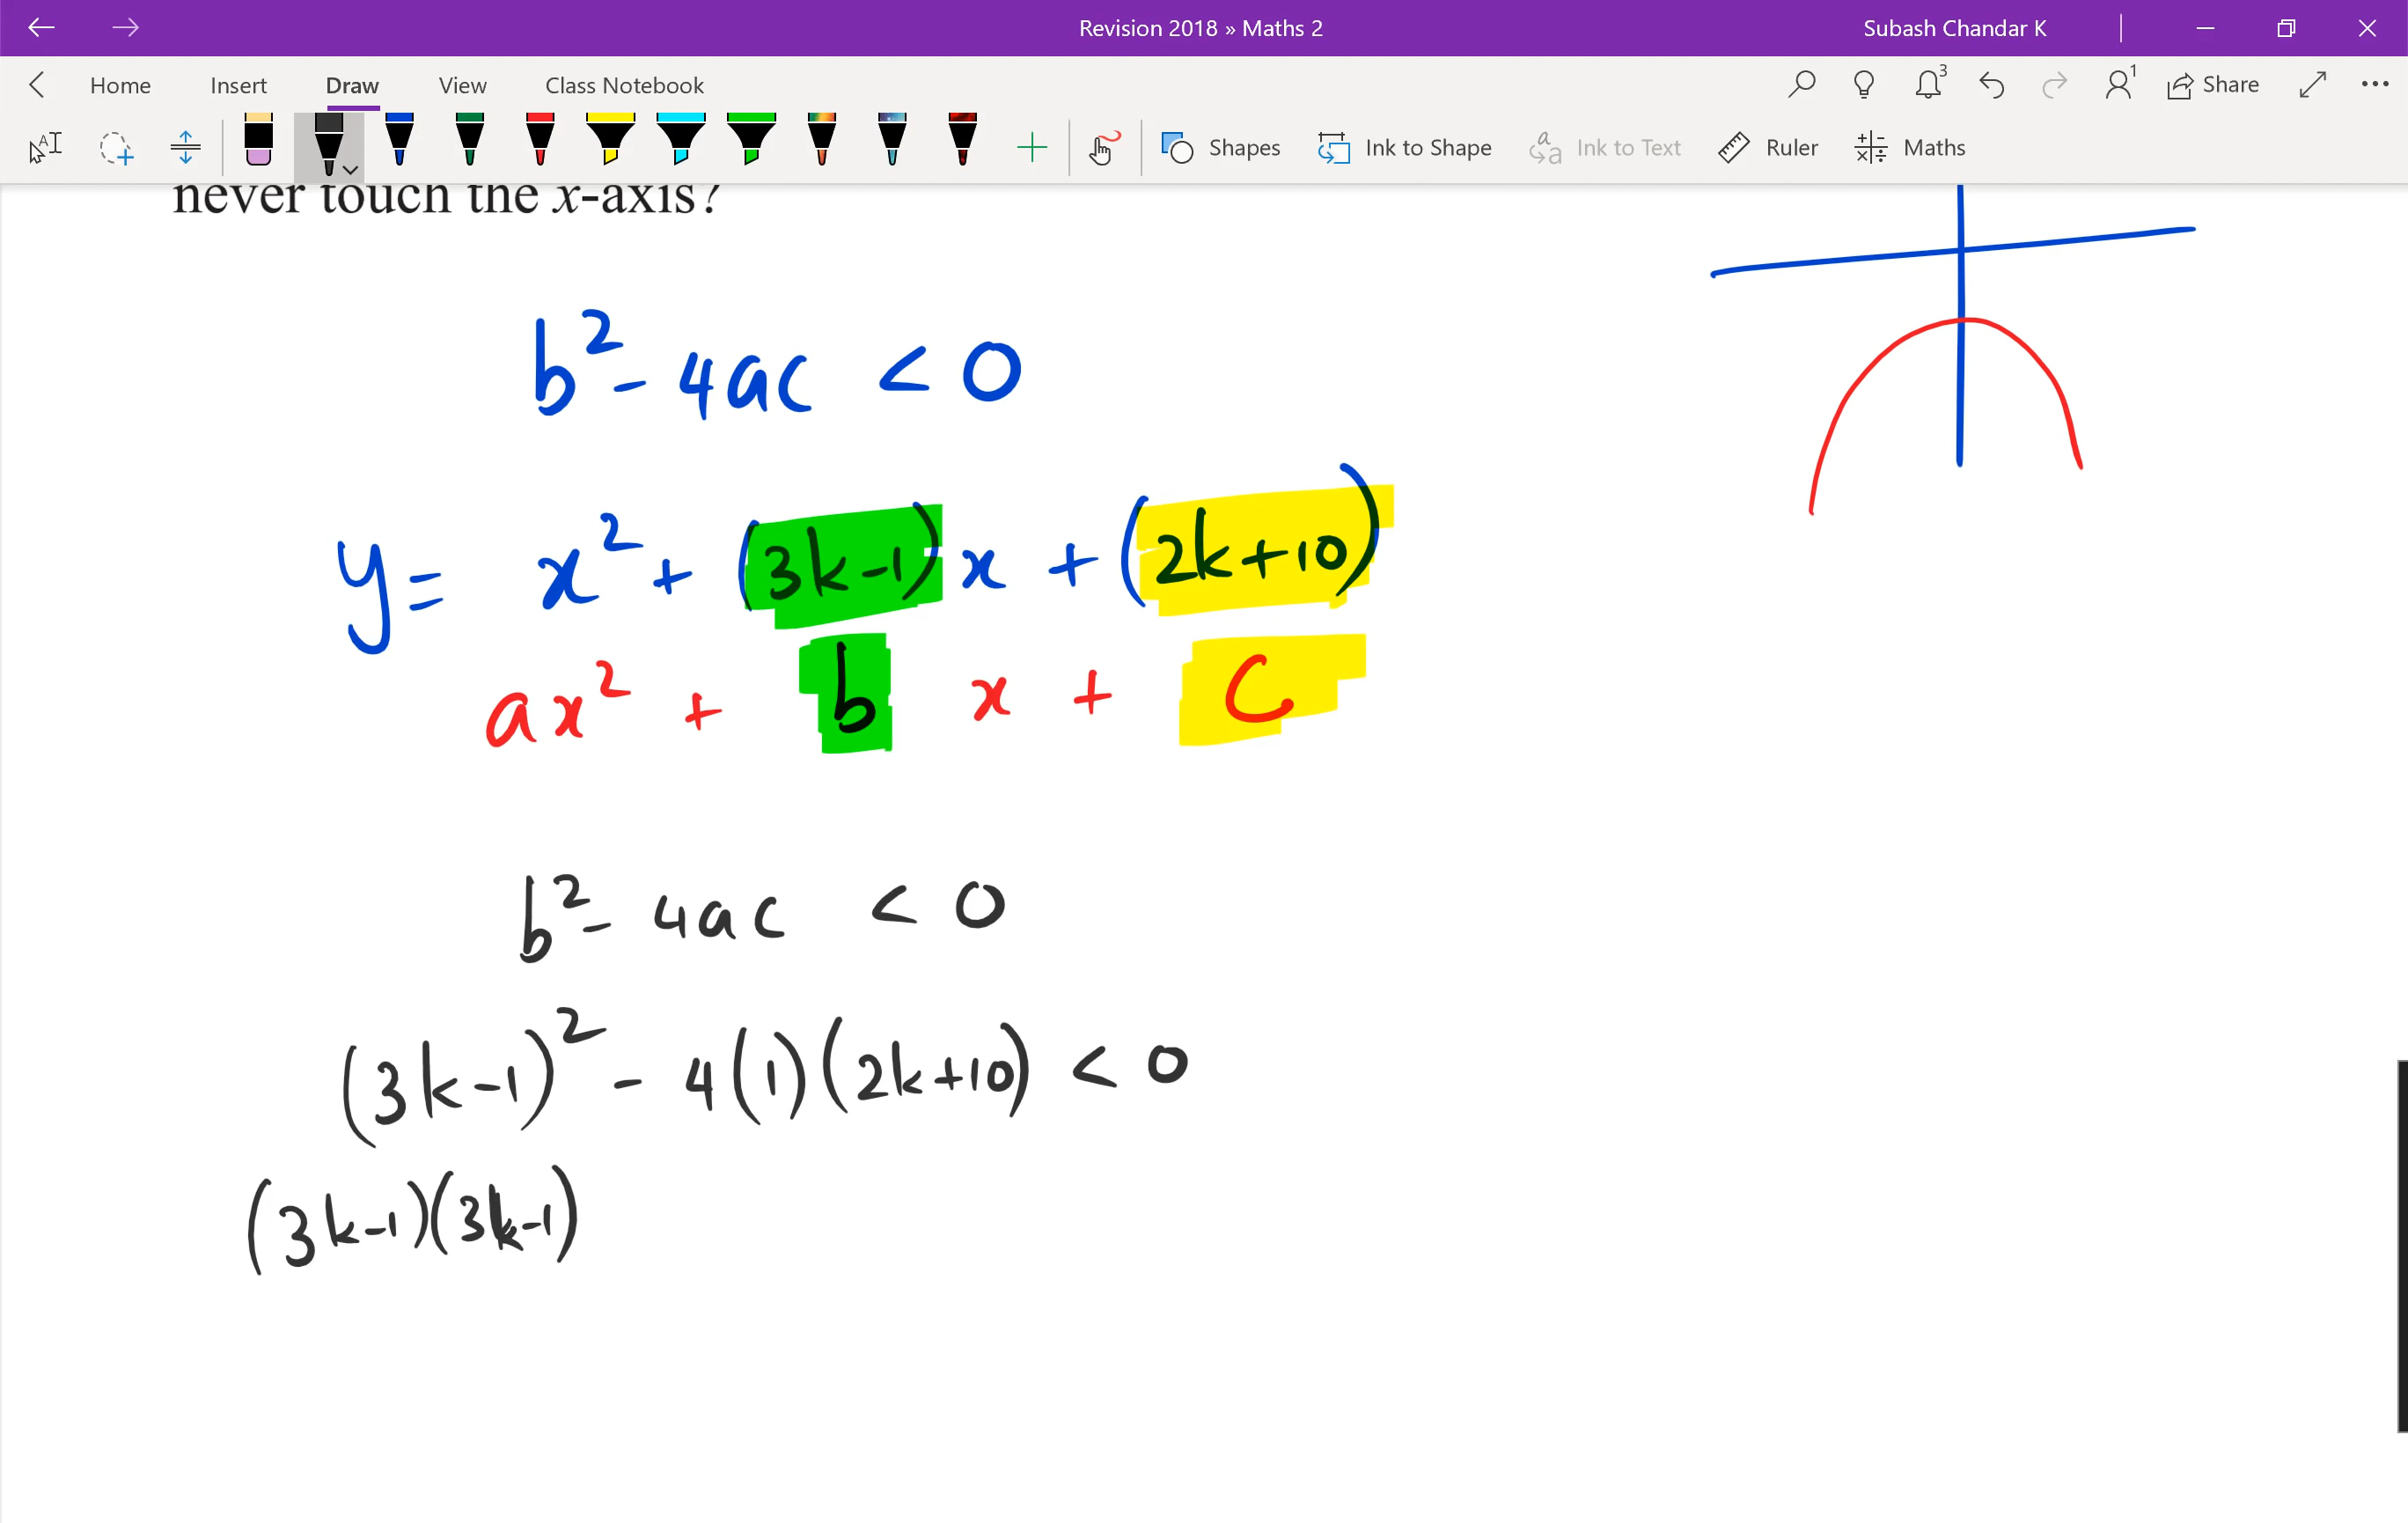 Revision 2018 » Maths 2
Subash Chandar K
Home Insert Draw View Class Notebook
3 1 Share
Shapes Ink to Shape Ink to Text Ruler Maths
never touch the x-axis?
b² - 4ac < 0
y = x² + (3k-1)x + (2k+10)
ax² + b x + c
b² - 4ac < 0
(3k-1)² - 4(1)(2k+10) < 0
(3k-1)(3k-1)